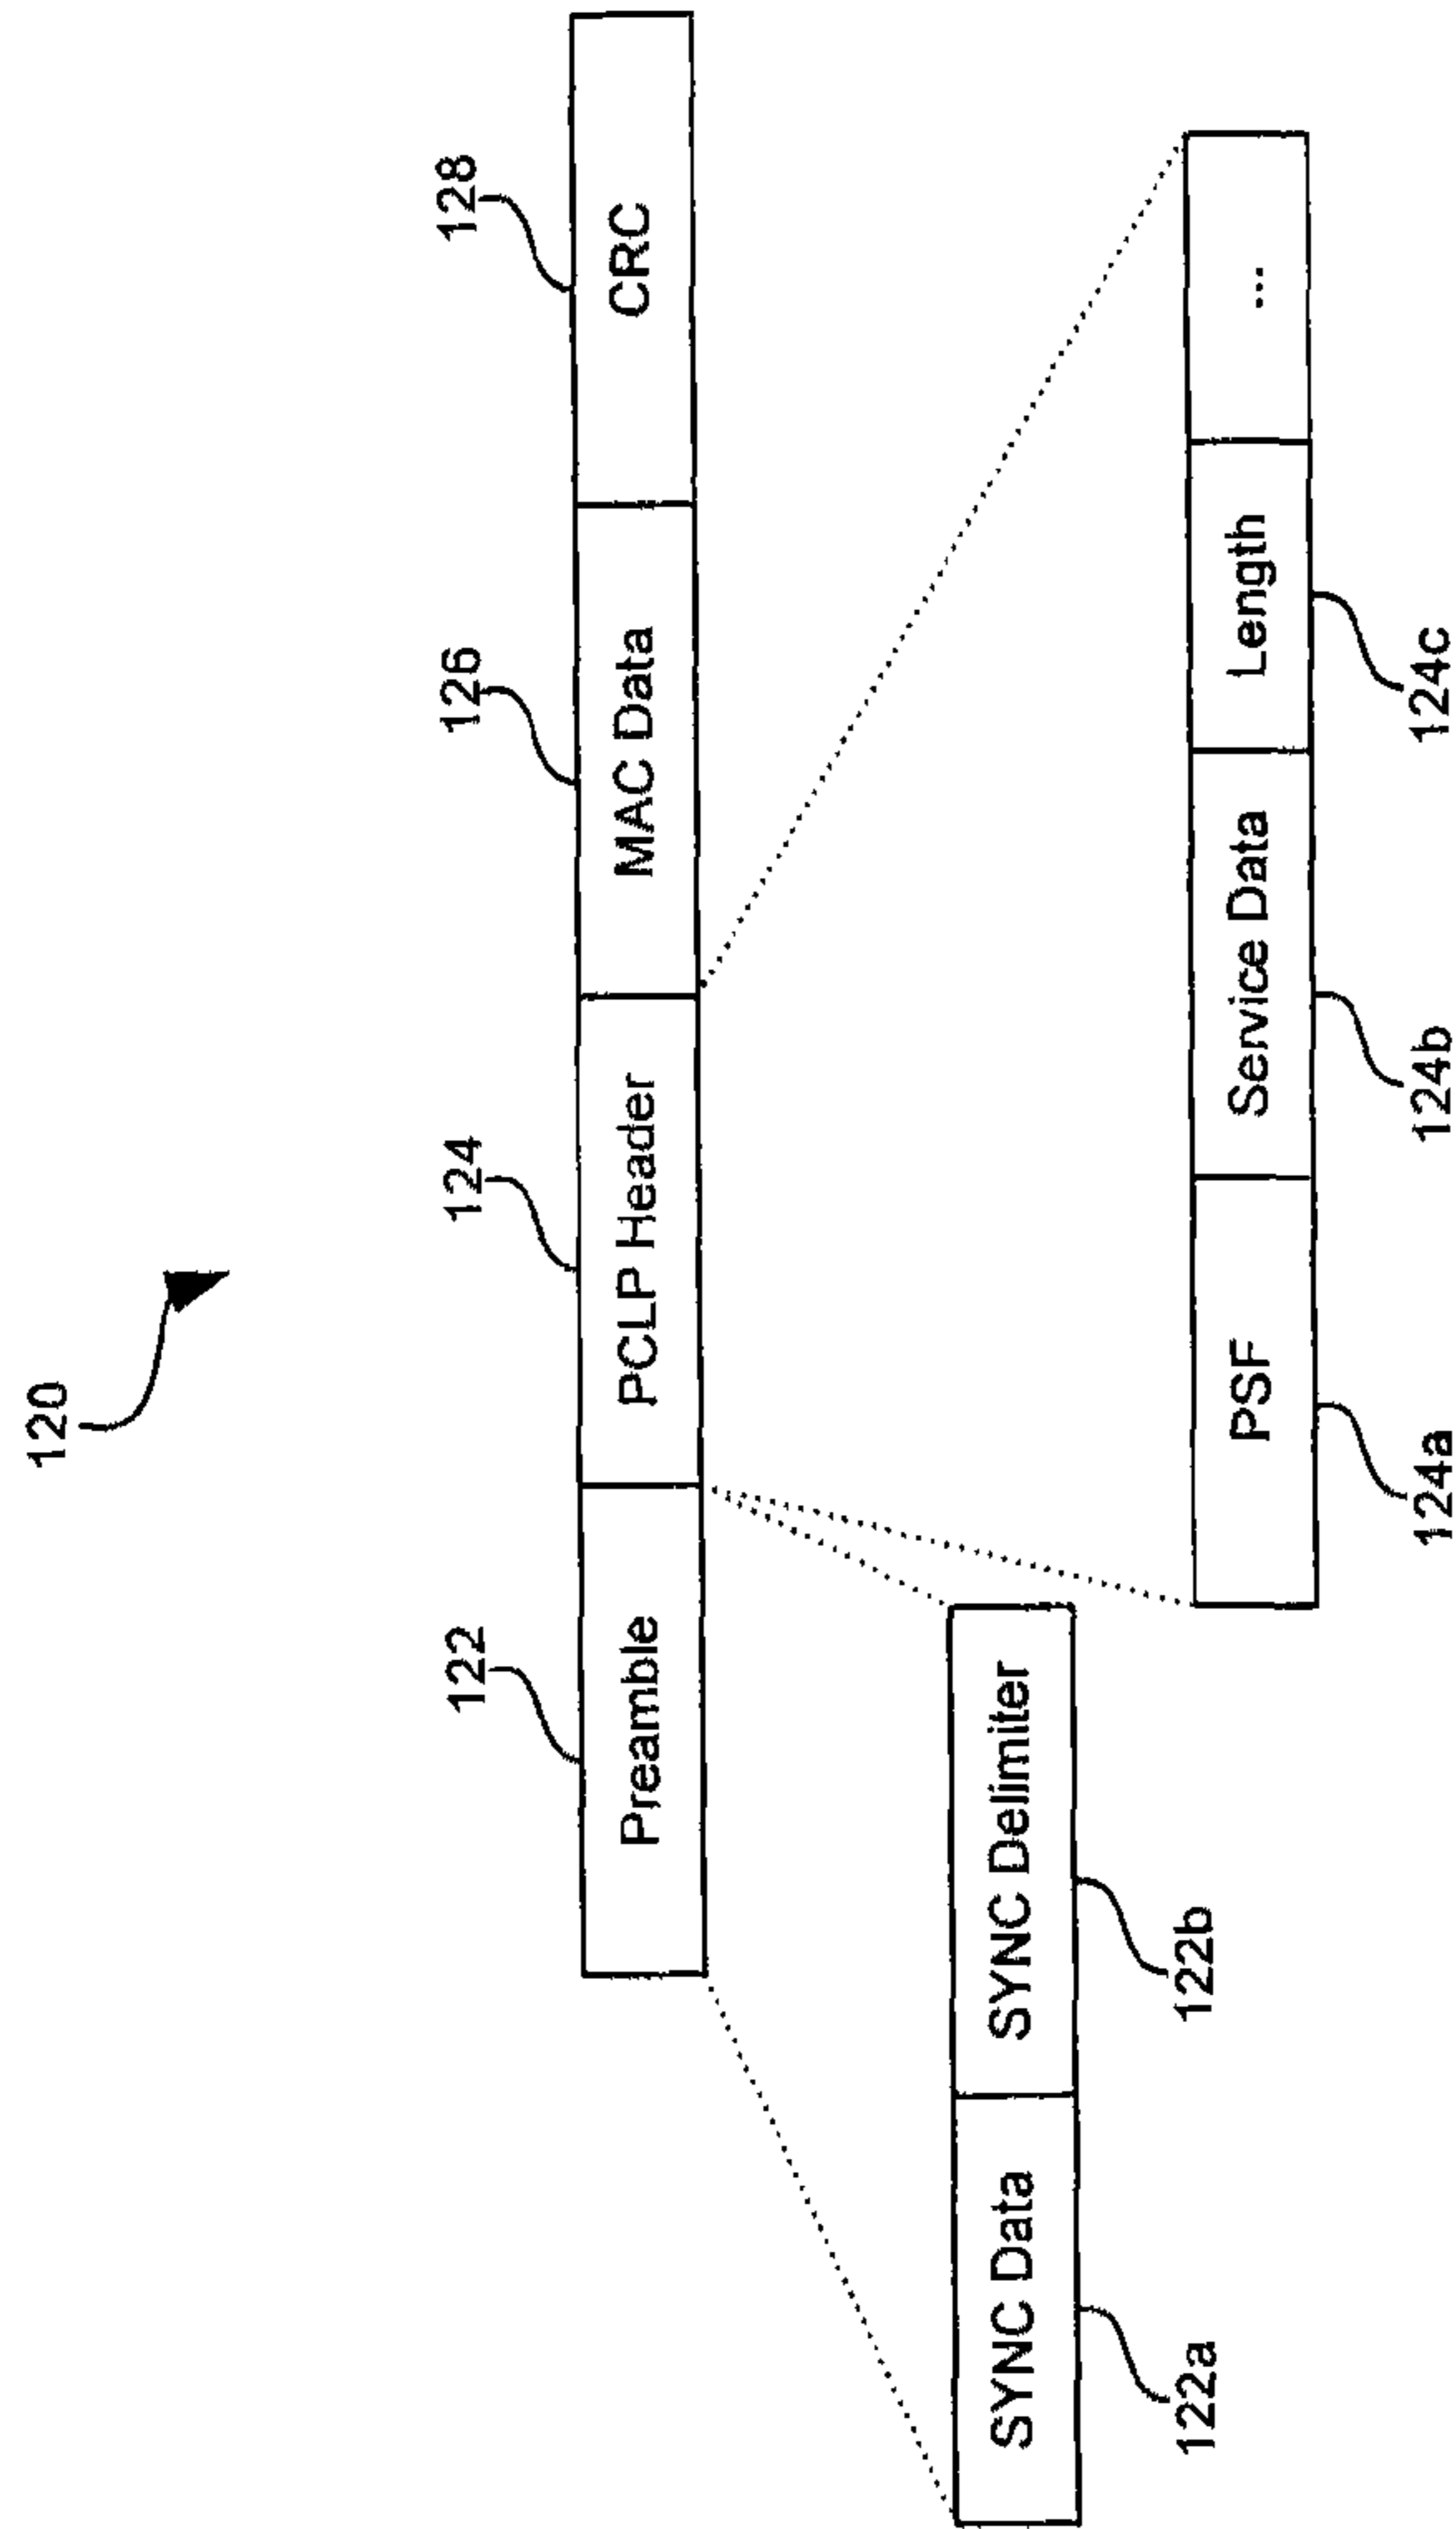 120
122
124
126
128
Preamble
PCLP Header
MAC Data
CRC
SYNC Data
SYNC Delimiter
122a
122b
PSF
Service Data
Length
...
124a
124b
124c